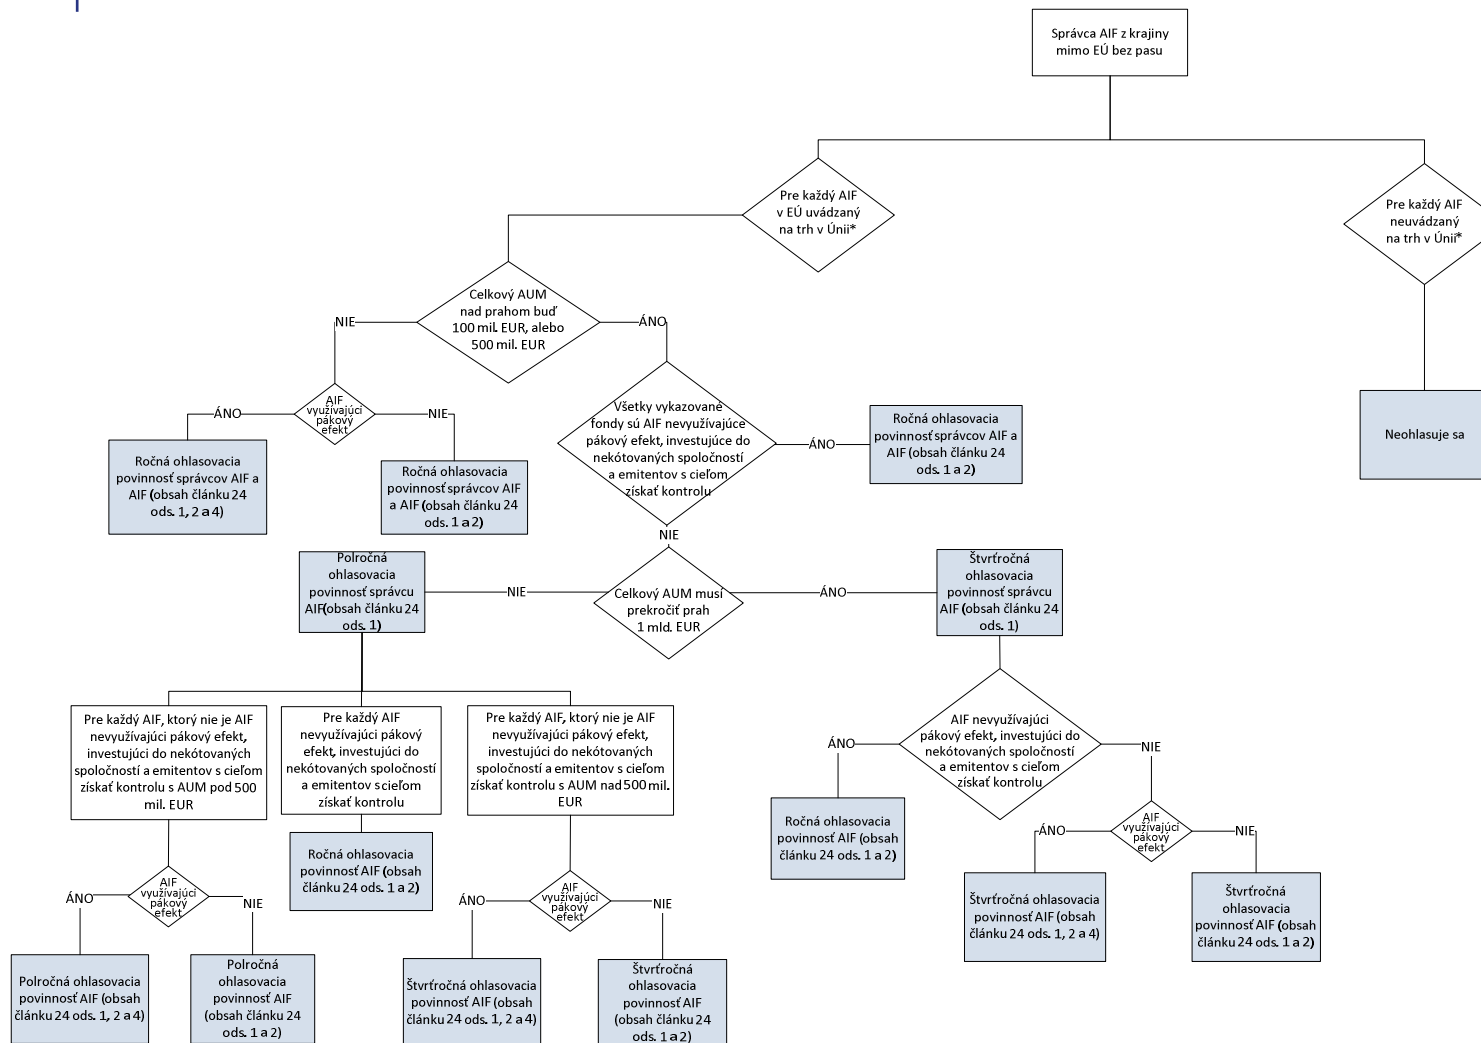 Správca AIF z krajiny
mimo EÚ bez pasu
Pre každý AIF
v EÚ uvádzaný
na trh v Únii*
Pre každý AIF
neuvádzaný
na trh v Únii*
Celkový AUM
nad prahom buď
100 mil. EUR, alebo
500 mil. EUR
NIE
ÁNO
AIF
využívajúci
pákový
efekt
ÁNO
NIE
Ročná ohlasovacia
povinnosť správcov AIF a
AIF (obsah článku 24
ods. 1, 2 a 4)
Ročná ohlasovacia
povinnosť správcov AIF
a AIF (obsah článku 24
ods. 1 a 2)
Všetky vykazované
fondy sú AIF nevyužívajúce
pákový efekt, investujúce do
nekótovaných spoločností
a emitentov s cieľom
získať kontrolu
ÁNO
Ročná ohlasovacia
povinnosť správcov AIF a
AIF (obsah článku 24
ods. 1 a 2)
Neohlasuje sa
NIE
Celkový AUM musí
prekročiť prah
1 mld. EUR
NIE
ÁNO
Polročná
ohlasovacia
povinnosť správcu
AIF(obsah článku 24
ods. 1)
Štvrťročná
ohlasovacia
povinnosť správcu
AIF (obsah článku 24
ods. 1)
Pre každý AIF, ktorý nie je AIF
nevyužívajúci pákový efekt,
investujúci do nekótovaných
spoločností a emitentov s cieľom
získať kontrolu s AUM pod 500
mil. EUR
Pre každý AIF
nevyužívajúci pákový
efekt, investujúci do
nekótovaných spoločností
a emitentov s cieľom
získať kontrolu
Pre každý AIF, ktorý nie je AIF
nevyužívajúci pákový efekt,
investujúci do nekótovaných
spoločností a emitentov s cieľom
získať kontrolu s AUM nad 500 mil.
EUR
AIF nevyužívajúci
pákový efekt, investujúci do
nekótovaných spoločností
a emitentov s cieľom
získať kontrolu
ÁNO
NIE
Ročná ohlasovacia
povinnosť AIF (obsah
článku 24 ods. 1 a 2)
AIF
využívajúci
pákový
efekt
ÁNO
NIE
Štvrťročná ohlasovacia
povinnosť AIF (obsah
článku 24 ods. 1, 2 a 4)
Štvrťročná
ohlasovacia
povinnosť AIF (obsah
článku 24 ods. 1 a 2)
Ročná ohlasovacia
povinnosť AIF (obsah
článku 24 ods. 1 a 2)
AIF
využívajúci
pákový
efekt
ÁNO
NIE
Polročná ohlasovacia
povinnosť AIF (obsah
článku 24 ods. 1, 2 a 4)
Polročná
ohlasovacia
povinnosť AIF
(obsah článku 24
ods. 1 a 2)
AIF
využívajúci
pákový
efekt
ÁNO
NIE
Štvrťročná ohlasovacia
povinnosť AIF (obsah
článku 24 ods. 1, 2 a 4)
Štvrťročná
ohlasovacia
povinnosť AIF
(obsah článku 24
ods. 1 a 2)